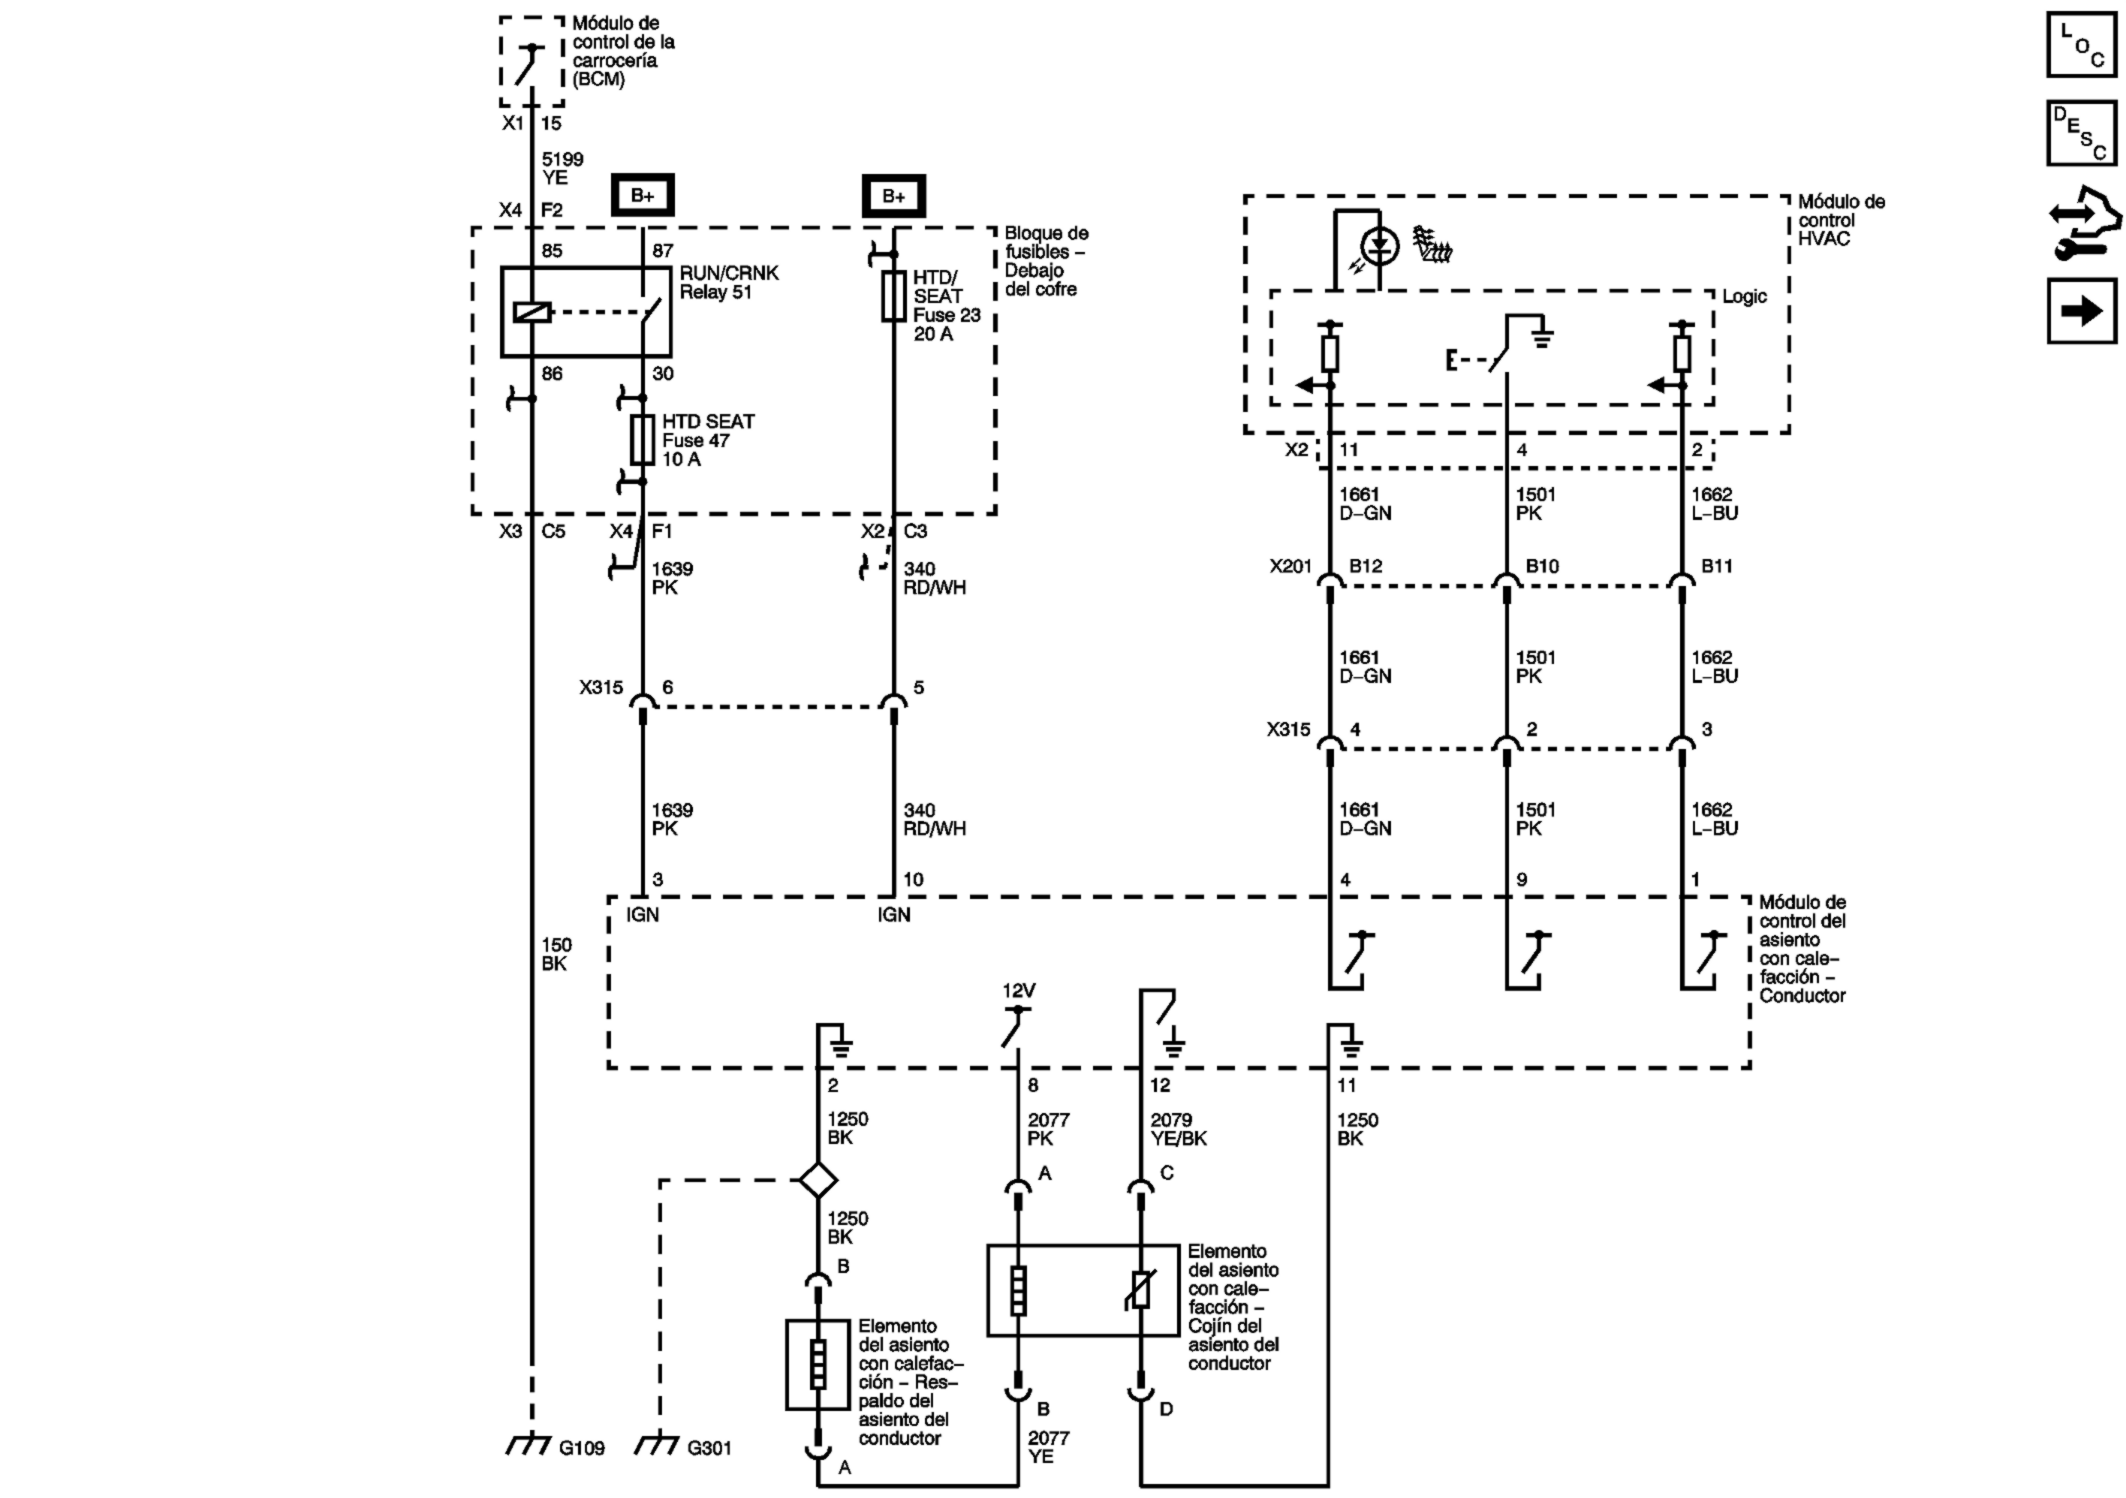 Módulo de
control de la
carrocería
(BCM)
X1 15
5199
YE
X4 F2
B+
B+
85
87
RUN/CRNK
Relay 51
86
30
HTD SEAT
Fuse 47
10 A
HTD/
SEAT
Fuse 23
20 A
Bloque de
fusibles –
Debajo
del cofre
X3 C5
X4 F1
X2 C3
1639
PK
340
RD/WH
X315 6
5
1639
PK
340
RD/WH
3
10
IGN
IGN
150
BK
Módulo de
control
HVAC
Logic
X2 11
4
2
1661
D–GN
1501
PK
1662
L–BU
X201 B12
B10
B11
1661
D–GN
1501
PK
1662
L–BU
X315 4
2
3
1661
D–GN
1501
PK
1662
L–BU
4
9
1
Módulo de
control del
asiento
con cale–
facción –
Conductor
12V
2
8
12
11
1250
BK
2077
PK
2079
YE/BK
1250
BK
A
C
1250
BK
B
Elemento
del asiento
con cale–
facción –
Cojín del
asiento del
conductor
Elemento
del asiento
con calefac–
ción – Res–
paldo del
asiento del
conductor
B
D
2077
YE
A
G109
G301
L
O
C
D
E
S
C